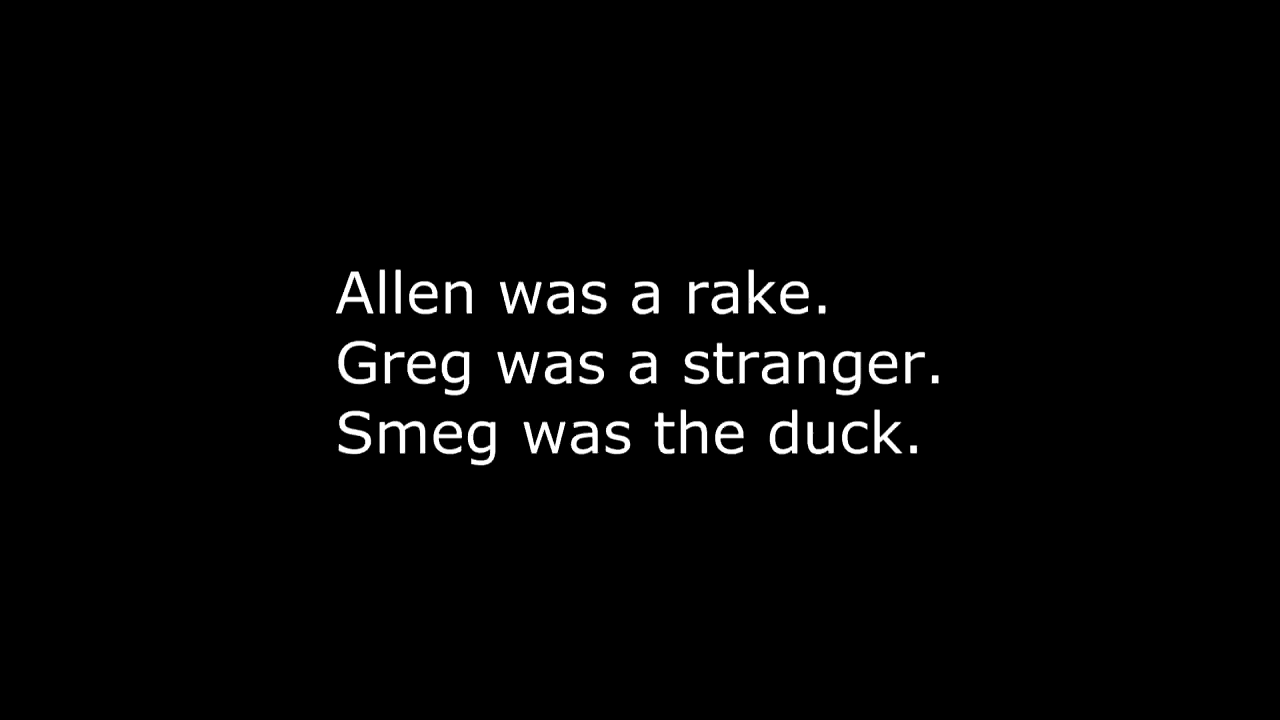 Allen was a rake.
Greg was a stranger.
Smeg was the duck.